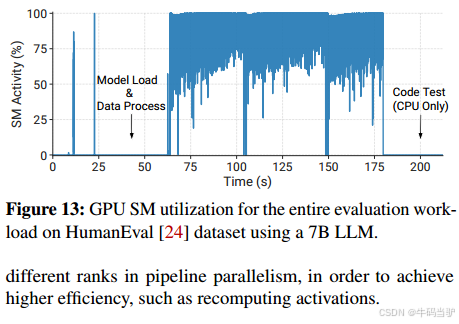 100
75
50
25
0
SM Activity (%)
Model Load
&
Data Process
Code Test
(CPU Only)
0 25 50 75 100 125 150 175 200
Time (s)
Figure 13: GPU SM utilization for the entire evaluation work-
load on HumanEval [24] dataset using a 7B LLM.
different ranks in pipeline parallelism, in order to achieve
higher efficiency, such as recomputing activations.
CSDN @牛码当驴